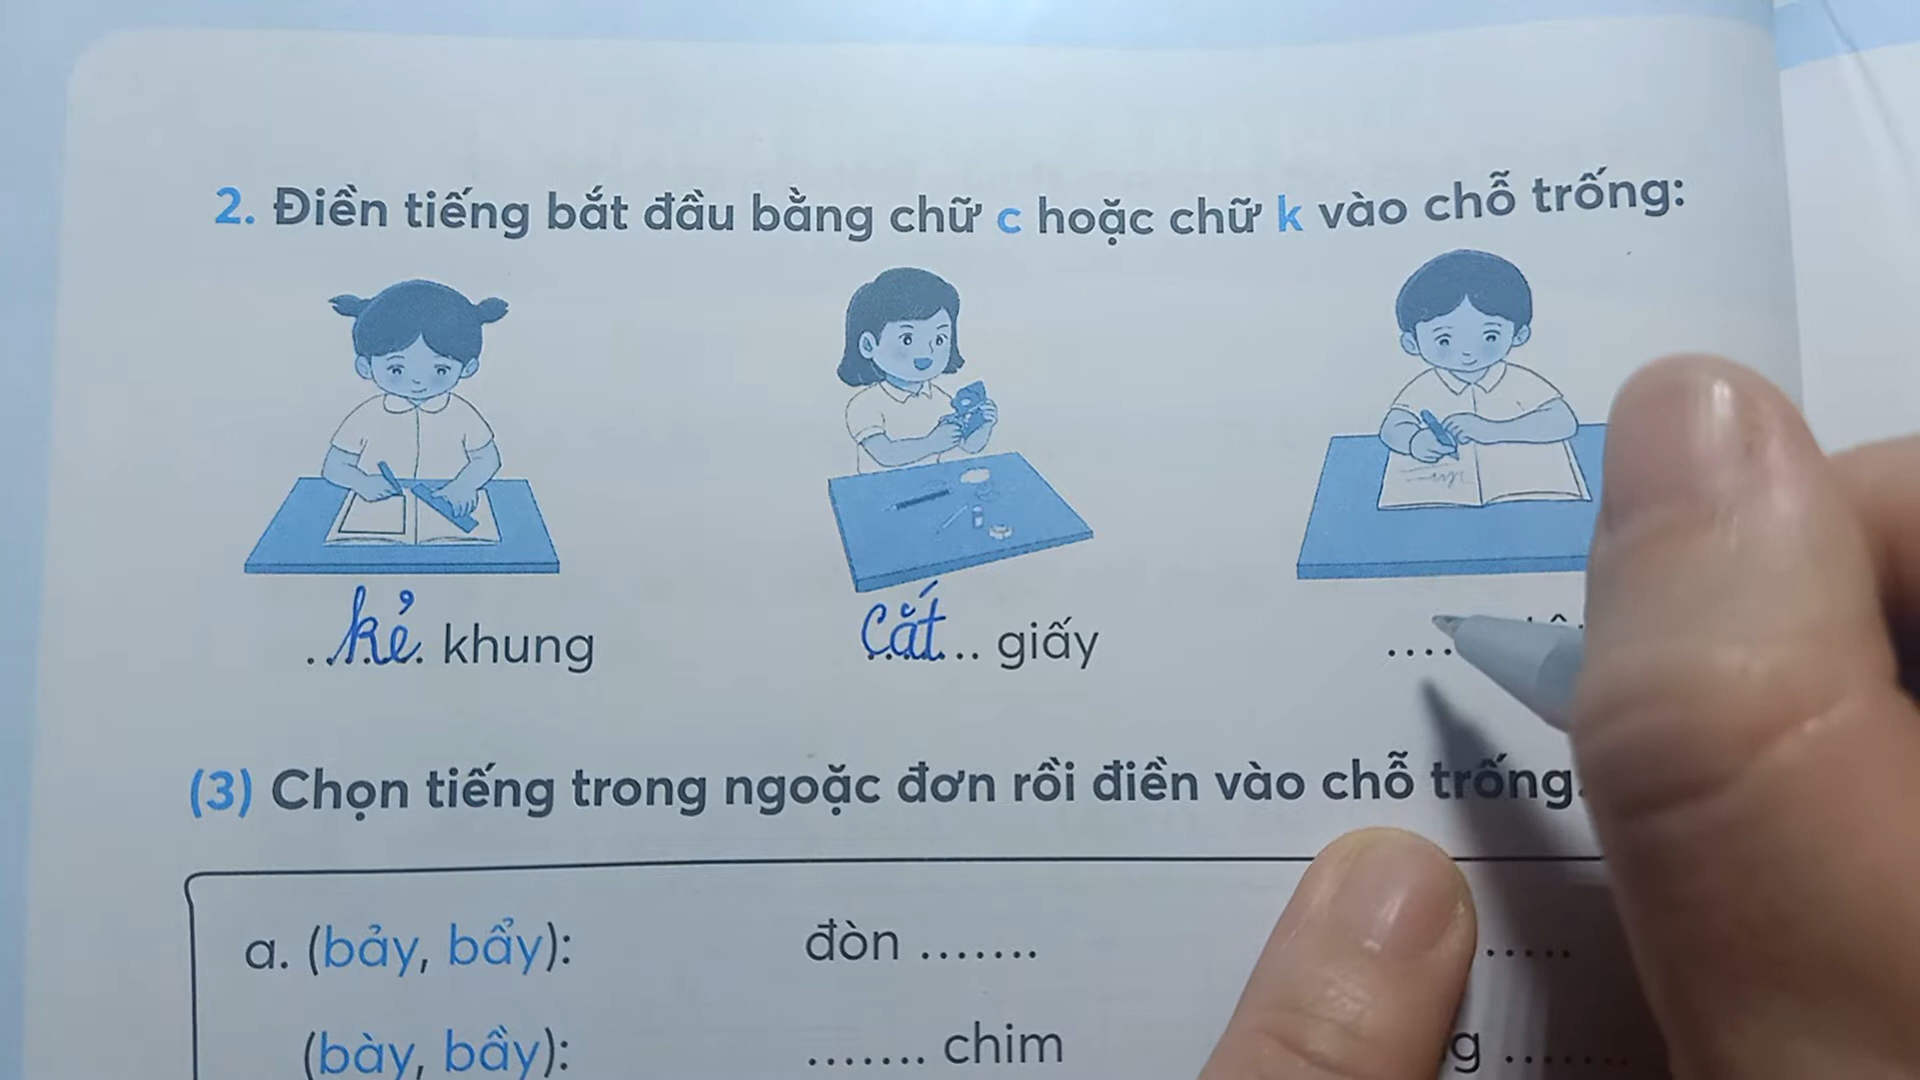 2. Điền tiếng bắt đầu bằng chữ c hoặc chữ k vào chỗ trống:
kẻ khung
cắt.. giấy
....
(3) Chọn tiếng trong ngoặc đơn rồi điền vào chỗ trống.
a. (bảy, bẩy): đòn ....... .....
(bày, bầy): ....... chim .......